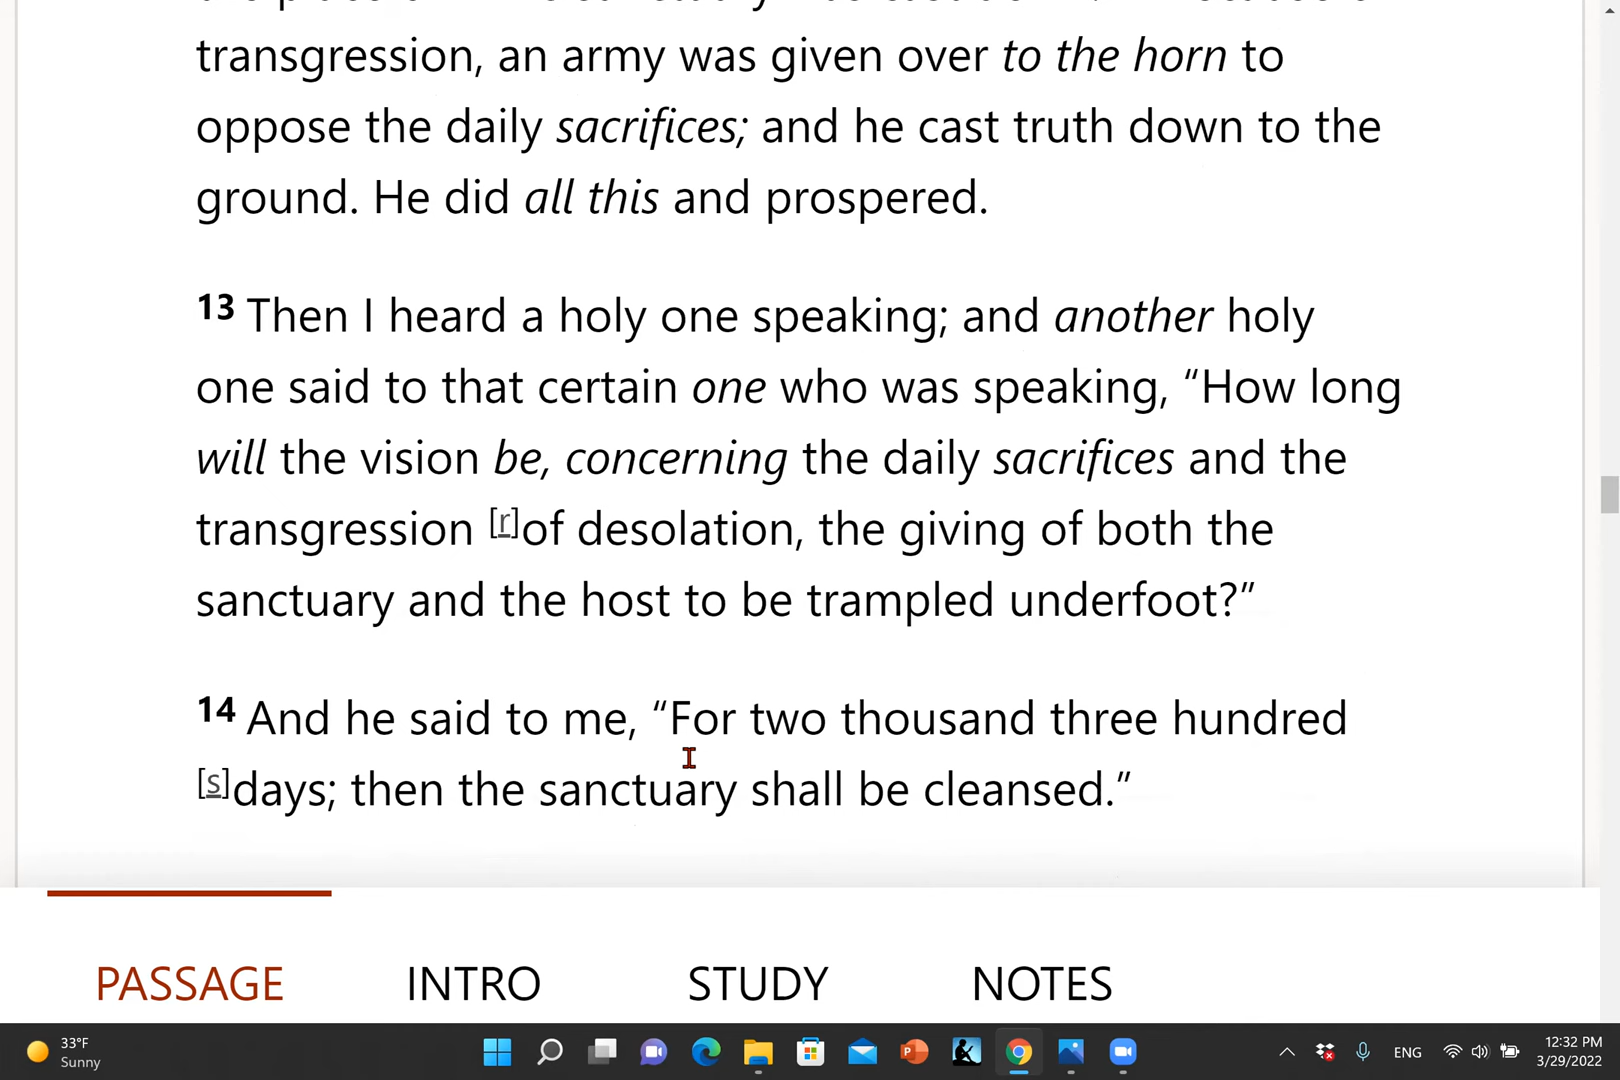 transgression, an army was given over to the horn to
oppose the daily sacrifices; and he cast truth down to the
ground. He did all this and prospered.
13 Then I heard a holy one speaking; and another holy
one said to that certain one who was speaking, “How long
will the vision be, concerning the daily sacrifices and the
transgression [r]of desolation, the giving of both the
sanctuary and the host to be trampled underfoot?”
14 And he said to me, “For two thousand three hundred
[s]days; then the sanctuary shall be cleansed.”
PASSAGE INTRO STUDY NOTES
33°F
Sunny
ENG
12:32 PM
3/29/2022